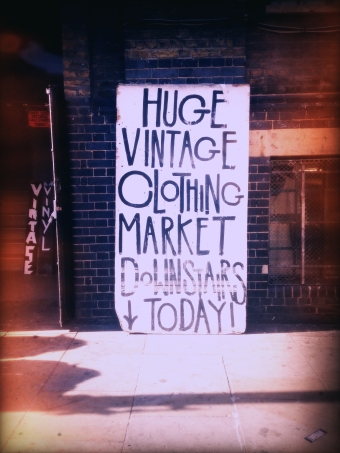 HUGE
VINTAGE
CLOTHING
MARKET
DOWNSTAIRS
↓ TODAY!
VINTAGE
VINYL